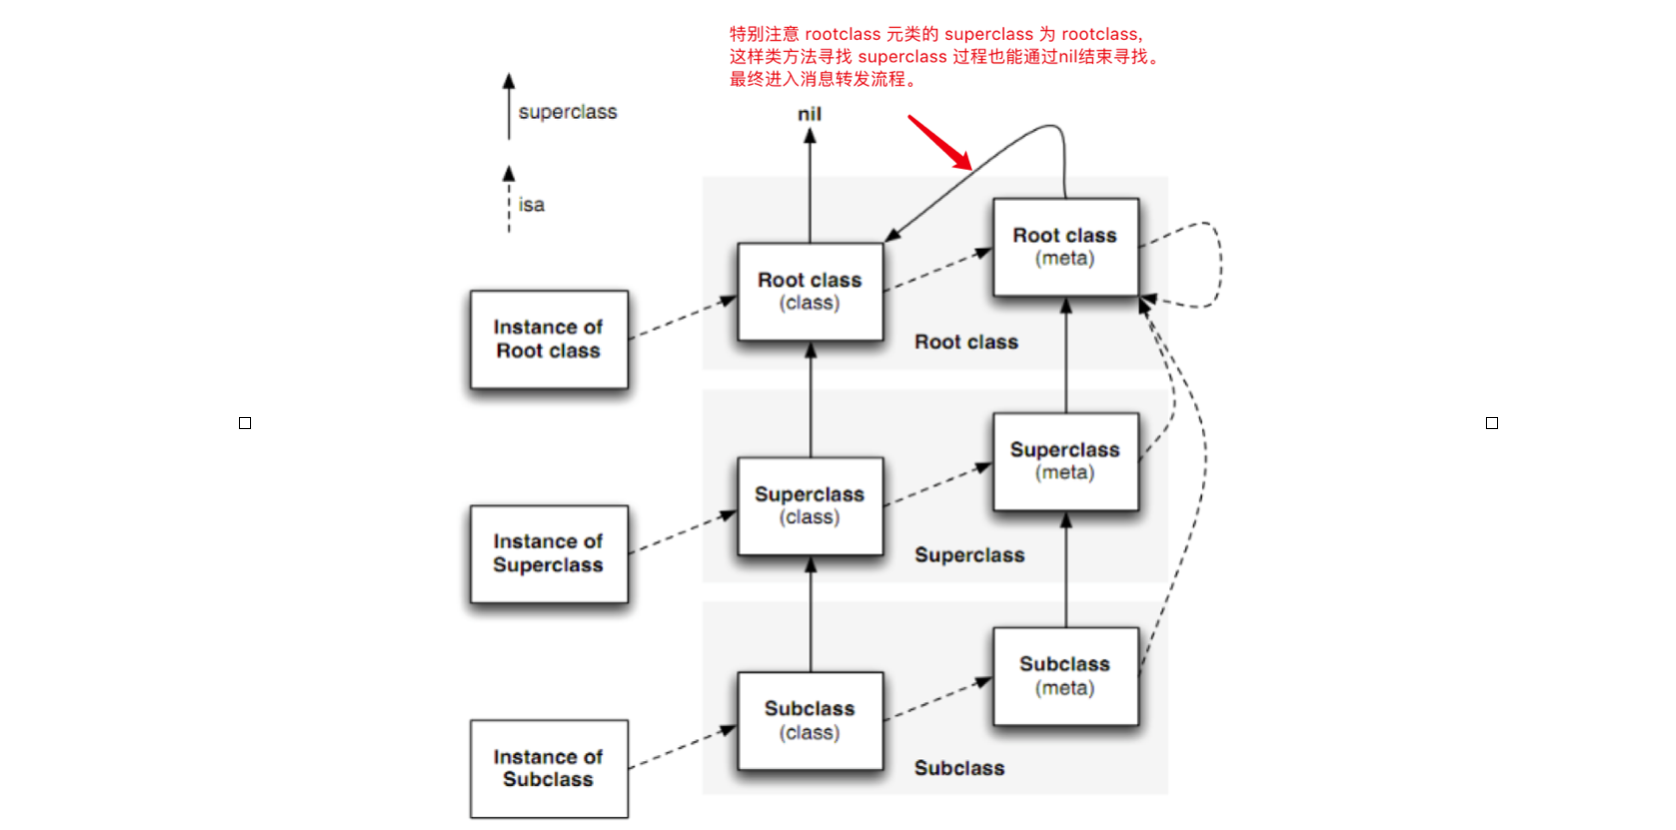 特别注意 rootclass 元类的 superclass 为 rootclass,
这样类方法寻找 superclass 过程也能通过nil结束寻找。
最终进入消息转发流程。
superclass
nil
isa
Root class
(meta)
Root class
(class)
Instance of
Root class
Root class
Superclass
(meta)
Superclass
(class)
Instance of
Superclass
Superclass
Subclass
(meta)
Subclass
(class)
Instance of
Subclass
Subclass